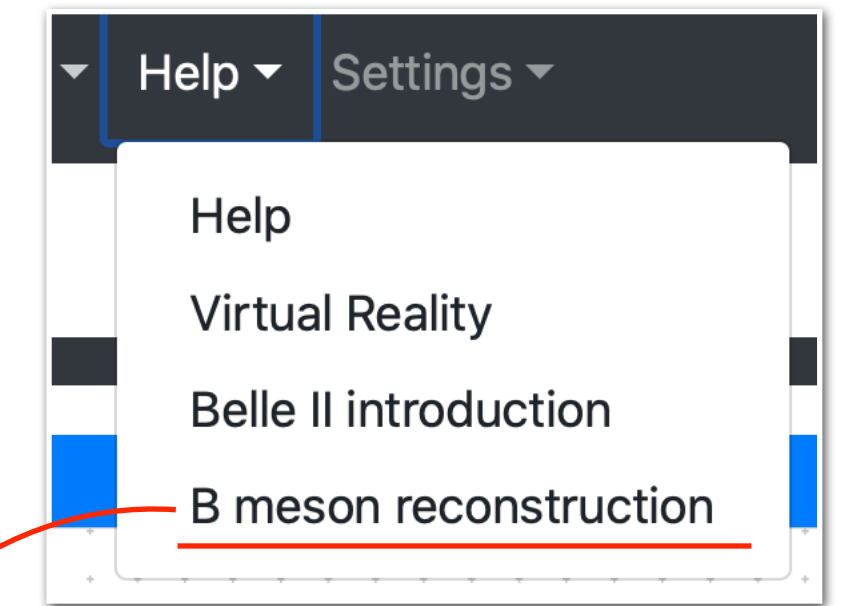 Help Settings
Help
Virtual Reality
Belle II introduction
B meson reconstruction